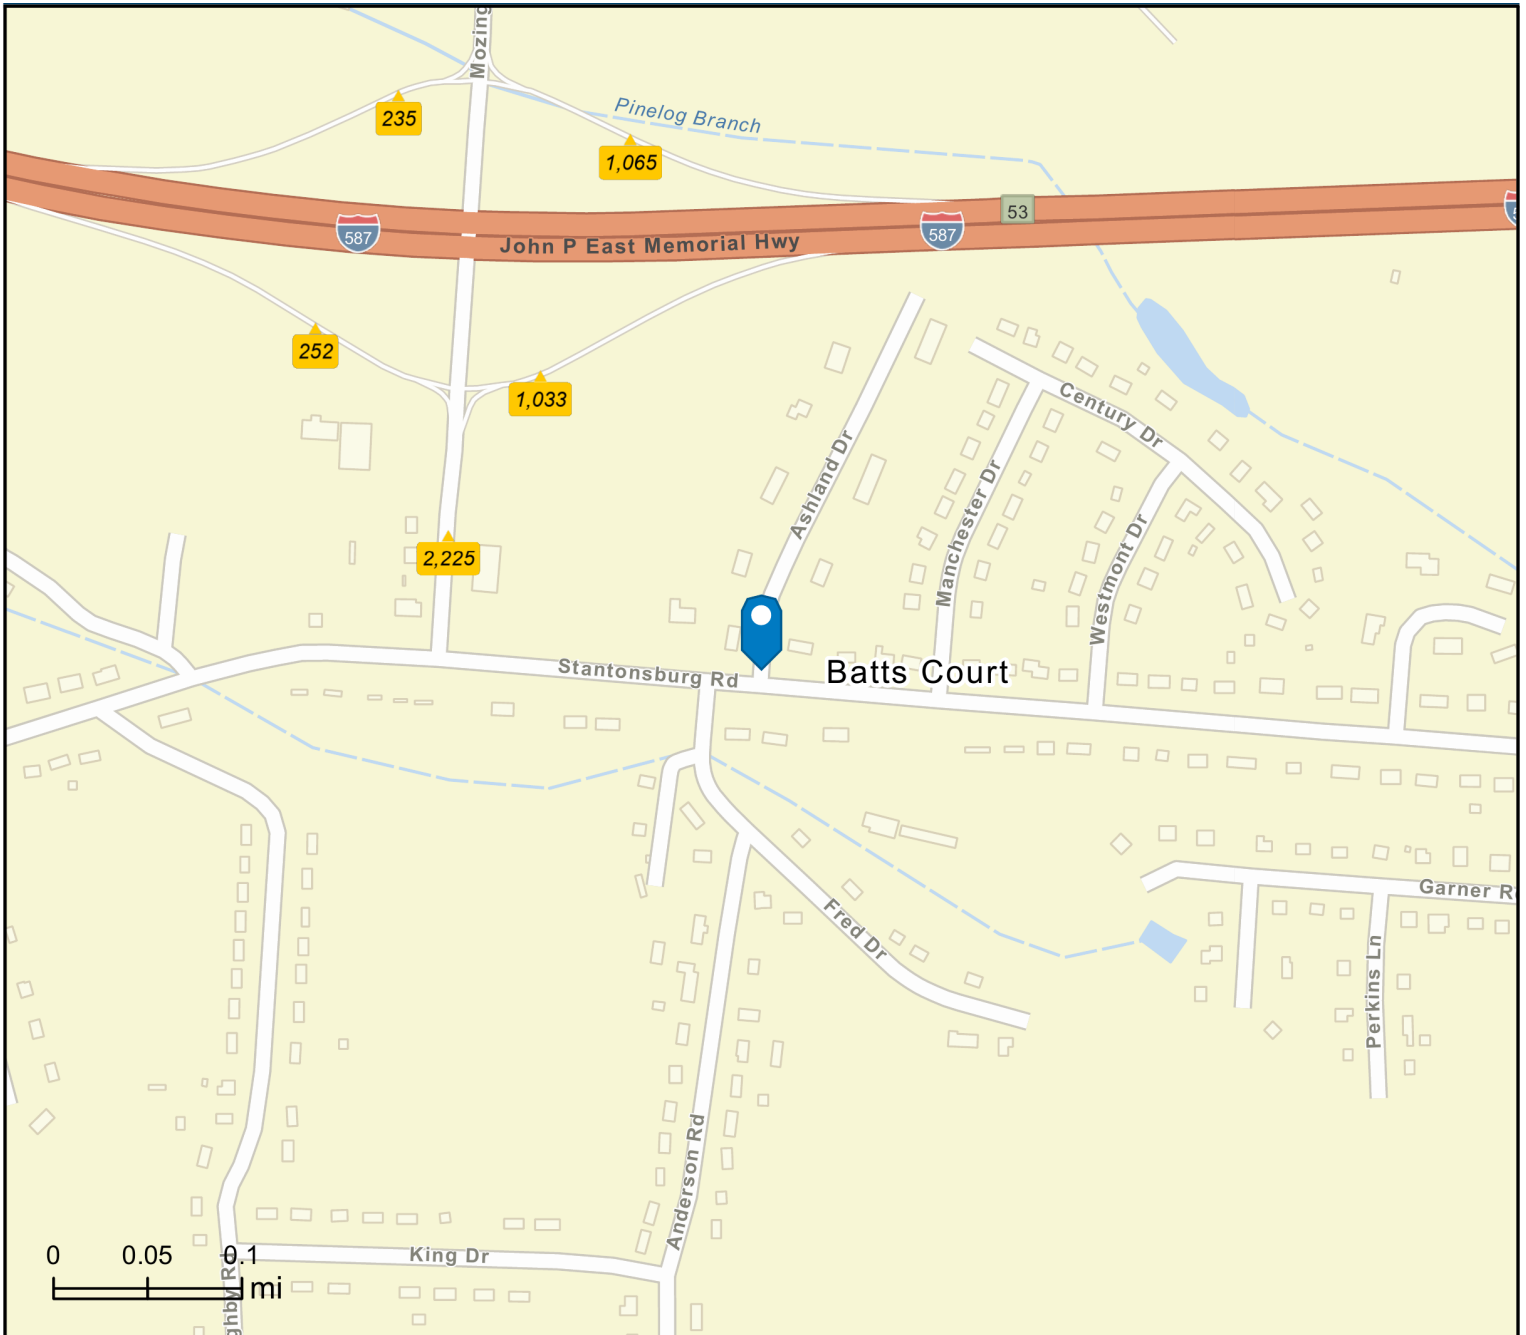 Mozing
Pinelog Branch
235
1,065
53
587
587
John P East Memorial Hwy
252
1,033
Century Dr
Ashland Dr
Manchester Dr
Westmont Dr
2,225
Stantonsburg Rd
Batts Court
Garner R
Fred Dr
Perkins Ln
Anderson Rd
King Dr
ghby Rd
0 0.05 0.1
mi